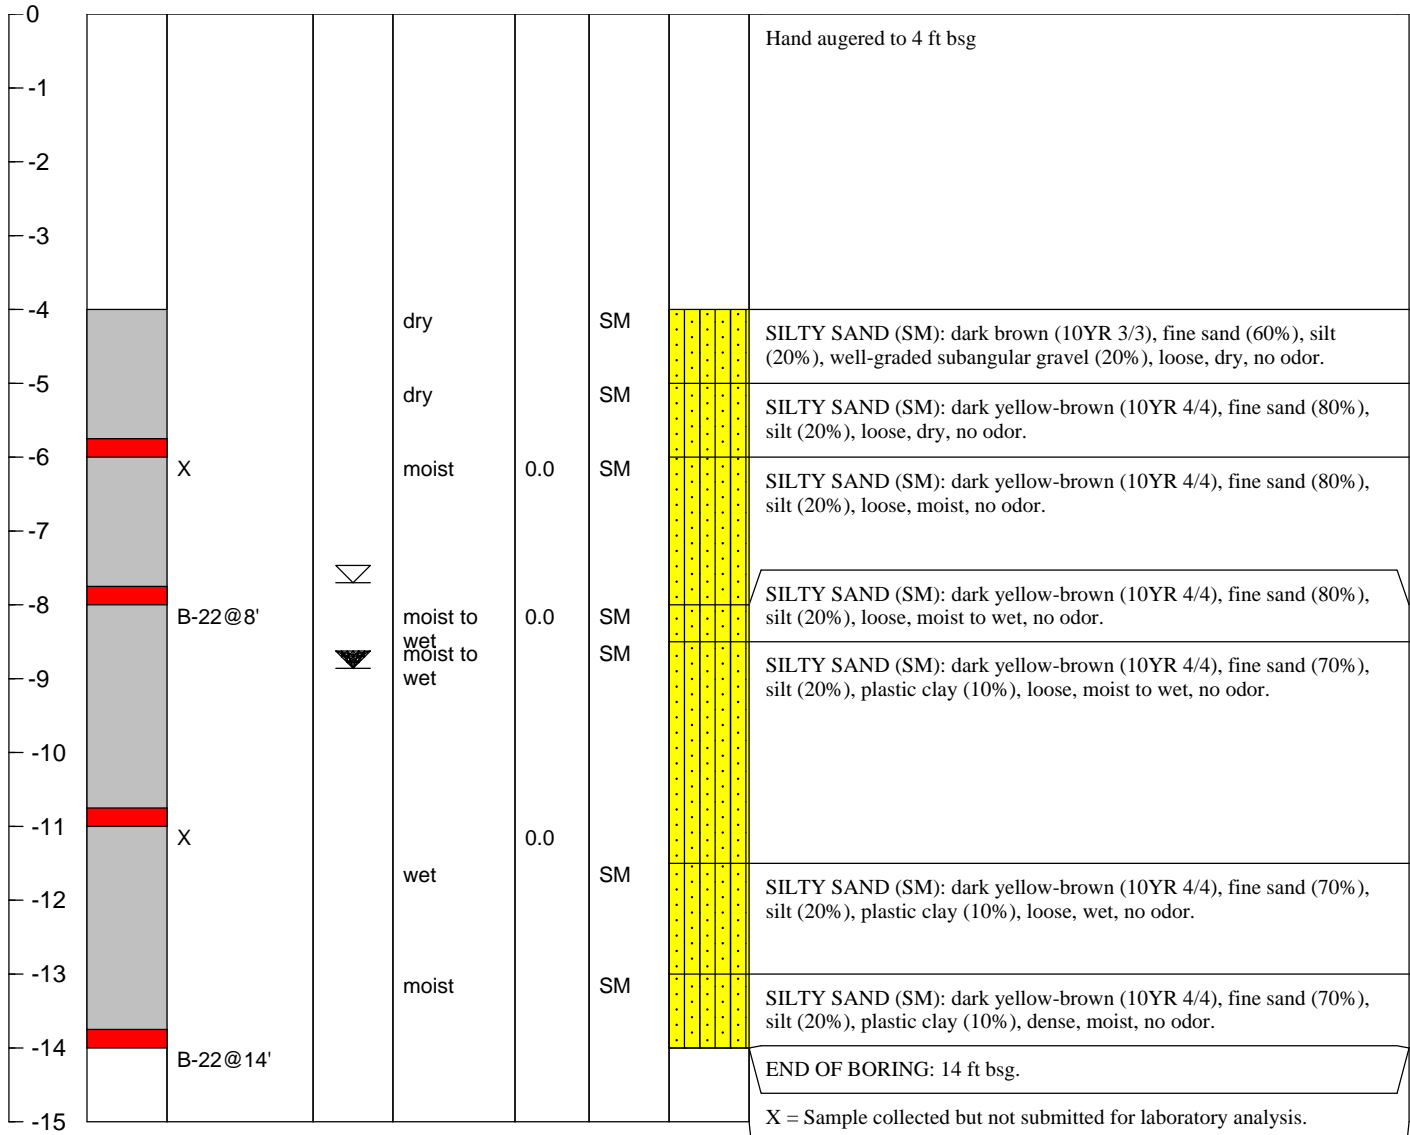 0
Hand augered to 4 ft bsg
-1
-2
-3
-4
dry
SM
SILTY SAND (SM): dark brown (10YR 3/3), fine sand (60%), silt
(20%), well-graded subangular gravel (20%), loose, dry, no odor.
-5
dry
SM
SILTY SAND (SM): dark yellow-brown (10YR 4/4), fine sand (80%),
silt (20%), loose, dry, no odor.
-6
X
moist
0.0
SM
SILTY SAND (SM): dark yellow-brown (10YR 4/4), fine sand (80%),
silt (20%), loose, moist, no odor.
-7
-8
B-22@8'
moist to
wet
0.0
SM
SILTY SAND (SM): dark yellow-brown (10YR 4/4), fine sand (80%),
silt (20%), loose, moist to wet, no odor.
moist to
wet
SM
SILTY SAND (SM): dark yellow-brown (10YR 4/4), fine sand (70%),
silt (20%), plastic clay (10%), loose, moist to wet, no odor.
-9
-10
-11
X
0.0
wet
SM
SILTY SAND (SM): dark yellow-brown (10YR 4/4), fine sand (70%),
silt (20%), plastic clay (10%), loose, wet, no odor.
-12
-13
moist
SM
SILTY SAND (SM): dark yellow-brown (10YR 4/4), fine sand (70%),
silt (20%), plastic clay (10%), dense, moist, no odor.
-14
B-22@14'
END OF BORING: 14 ft bsg.
X = Sample collected but not submitted for laboratory analysis.
-15